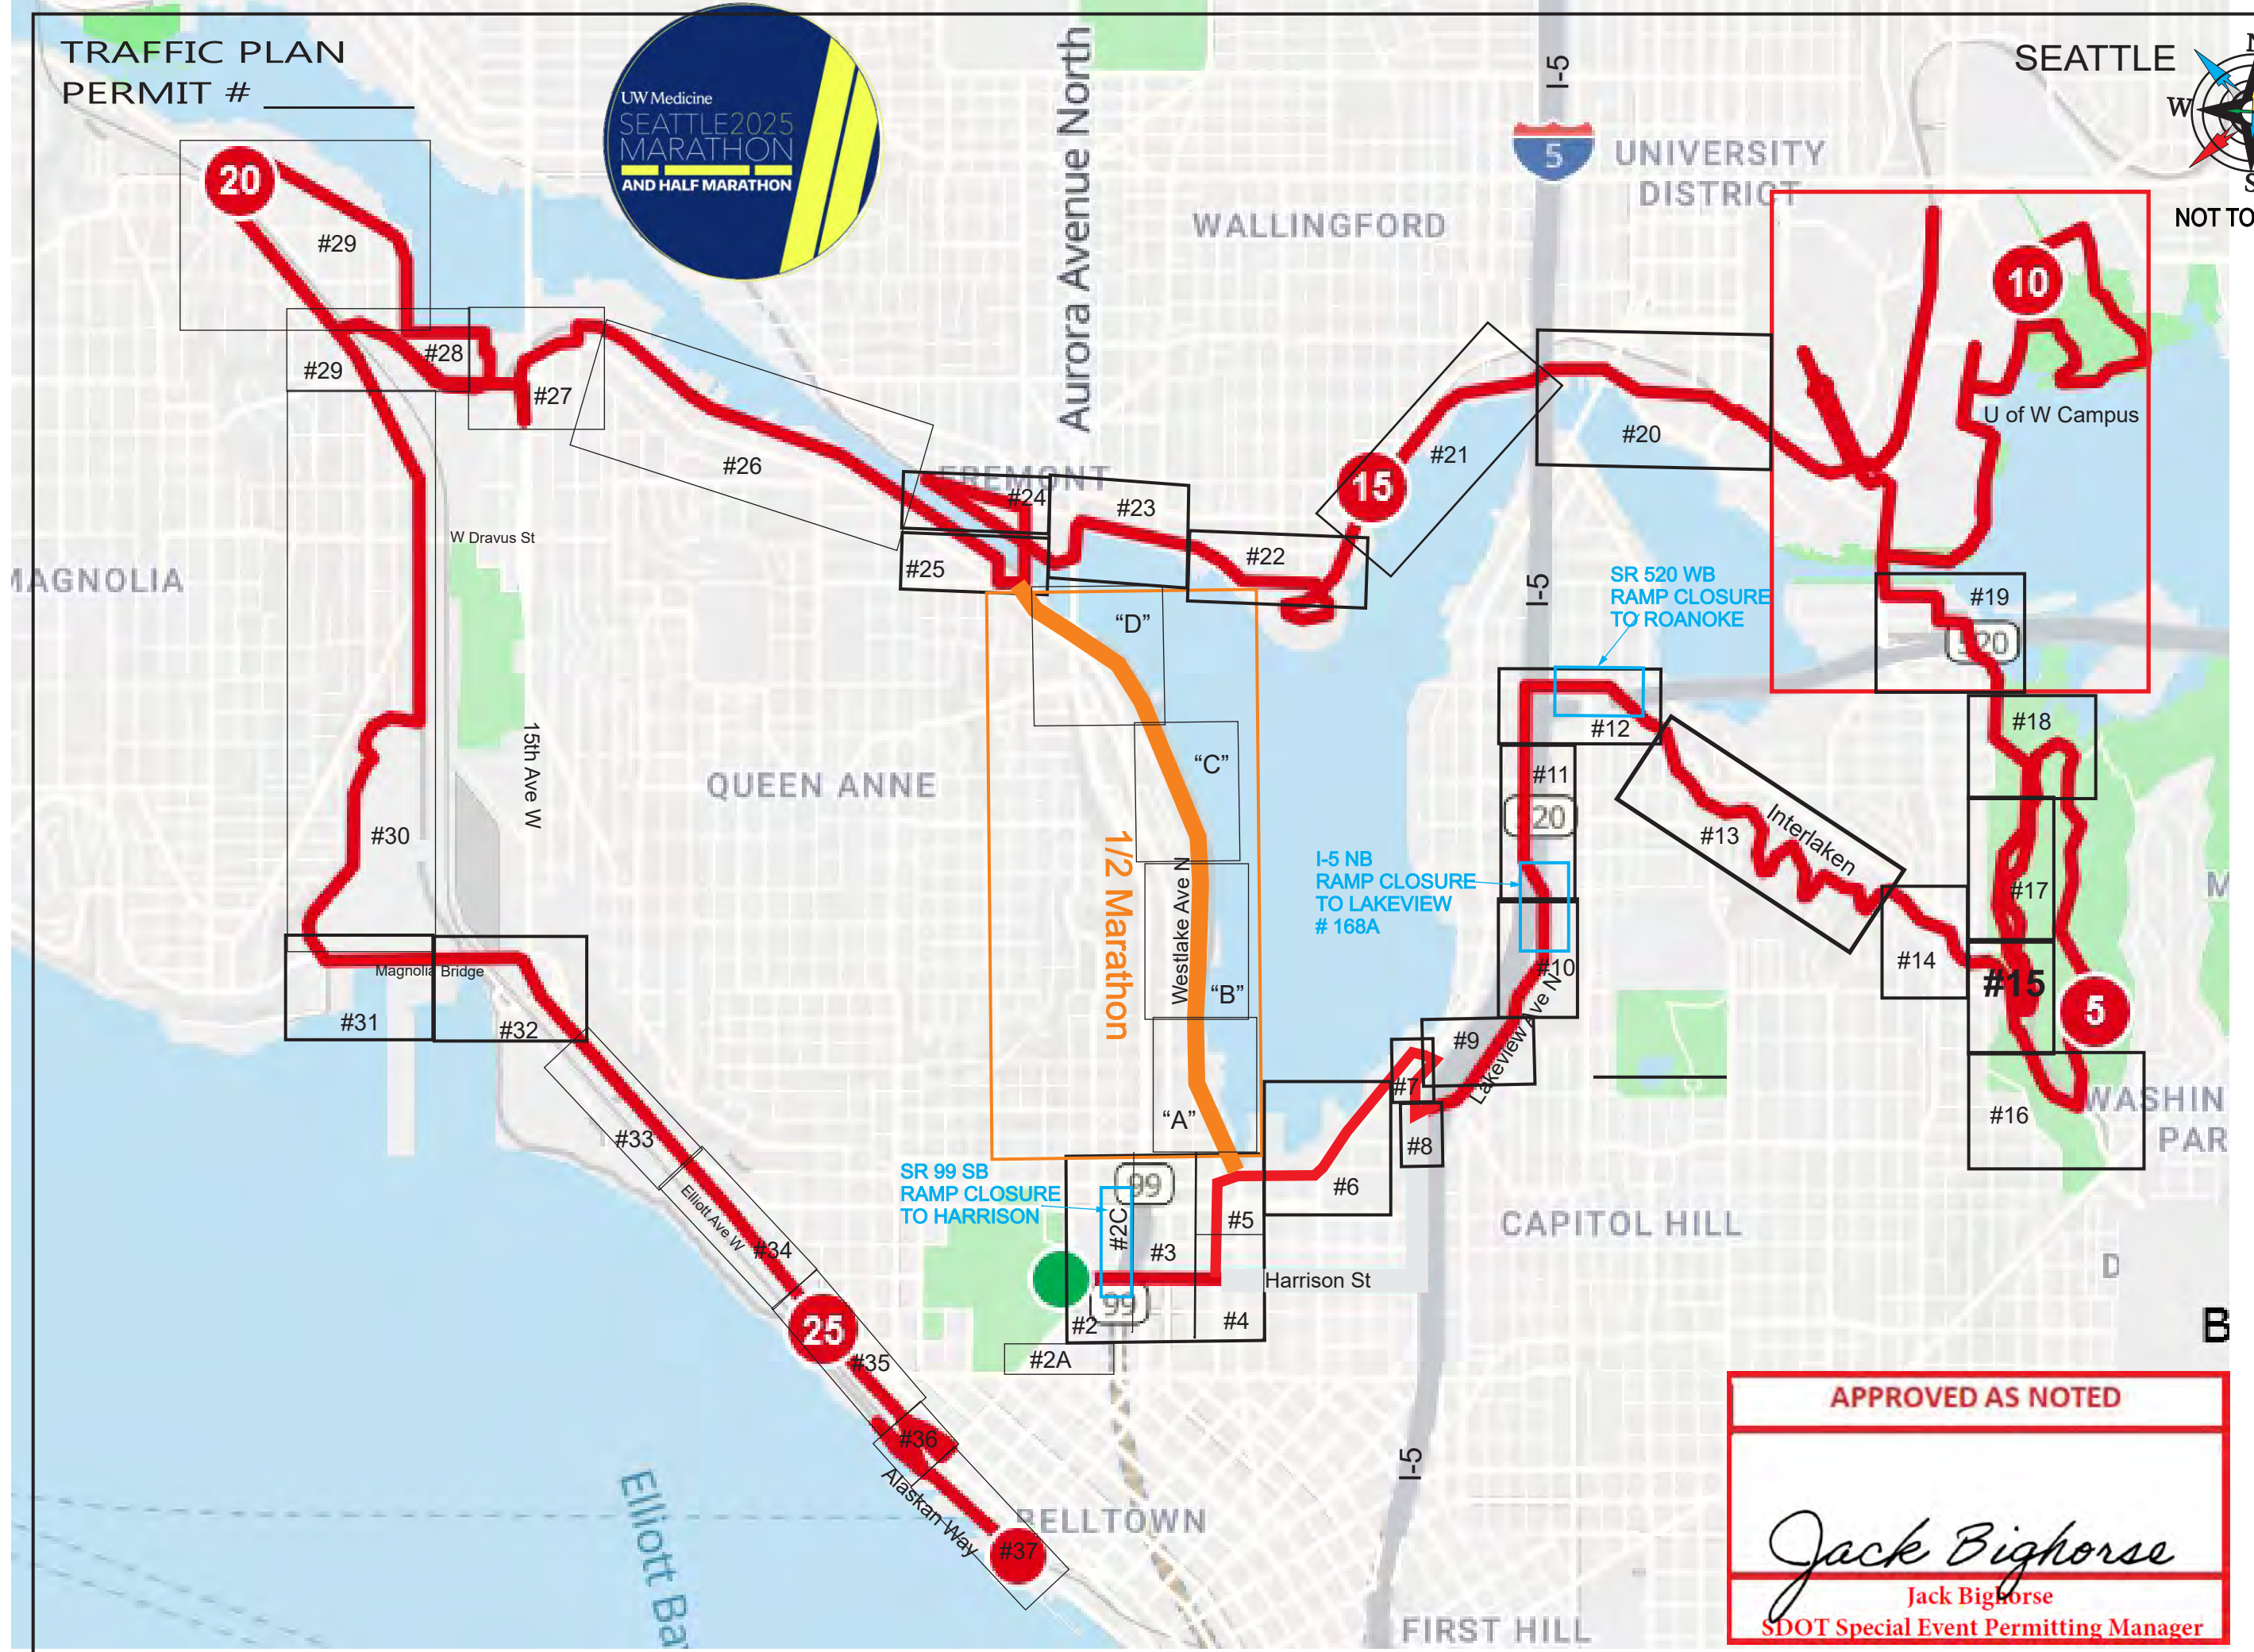 TRAFFIC PLAN
PERMIT #
UW Medicine
SEATTLE2025
MARATHON
AND HALF MARATHON
Aurora Avenue North
I-5
5
UNIVERSITY
DISTRICT
WALLINGFORD
SEATTLE
N
W
S
NOT TO
20
#29
#29
#28
#27
#26
FREMONT
#24
#25
#23
#22
15
#21
#20
10
U of W Campus
W Dravus St
MAGNOLIA
15th Ave W
QUEEN ANNE
"D"
"C"
1/2 Marathon
Westlake Ave N
"B"
"A"
I-5
SR 520 WB
RAMP CLOSURE
TO ROANOKE
#19
520
#18
#12
#11
520
#13
Interlaken
#17
#14
#15
5
#16
WASHIN
PAR
M
I-5 NB
RAMP CLOSURE
TO LAKEVIEW
# 168A
#10
#9
Lakeview Ave N
#7
#8
#6
#30
Magnolia Bridge
#31
#32
#33
Elliott Ave W
#34
25
#35
#36
Alaskan Way
#37
SR 99 SB
RAMP CLOSURE
TO HARRISON
99
#2C
#3
#5
Harrison St
99
#2
#4
#2A
CAPITOL HILL
D
B
I-5
BELLTOWN
Elliott Ba
FIRST HILL
APPROVED AS NOTED
Jack Bighorse
Jack Bighorse
SDOT Special Event Permitting Manager